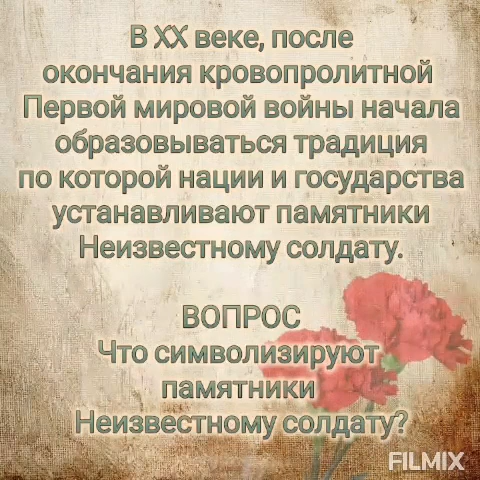 В XX веке, после
окончания кровопролитной
Первой мировой войны начала
образовываться традиция
по которой нации и государства
устанавливают памятники
Неизвестному солдату.
ВОПРОС
Что символизируют
памятники
Неизвестному солдату?
FILMIX